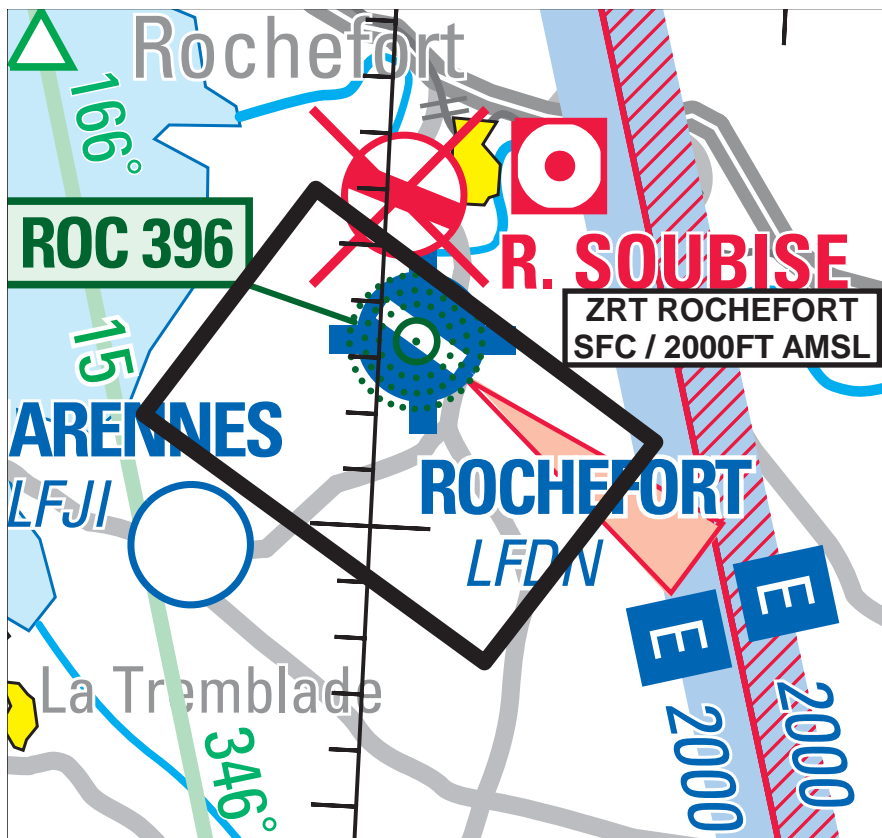 Rochefort
166°
ROC 396
R. SOUBISE
ZRT ROCHEFORT
SFC / 2000FT AMSL
15
ARENNES
LFJI
ROCHEFORT
LFDN
E
E
La Tremblade
346°
2000
2000